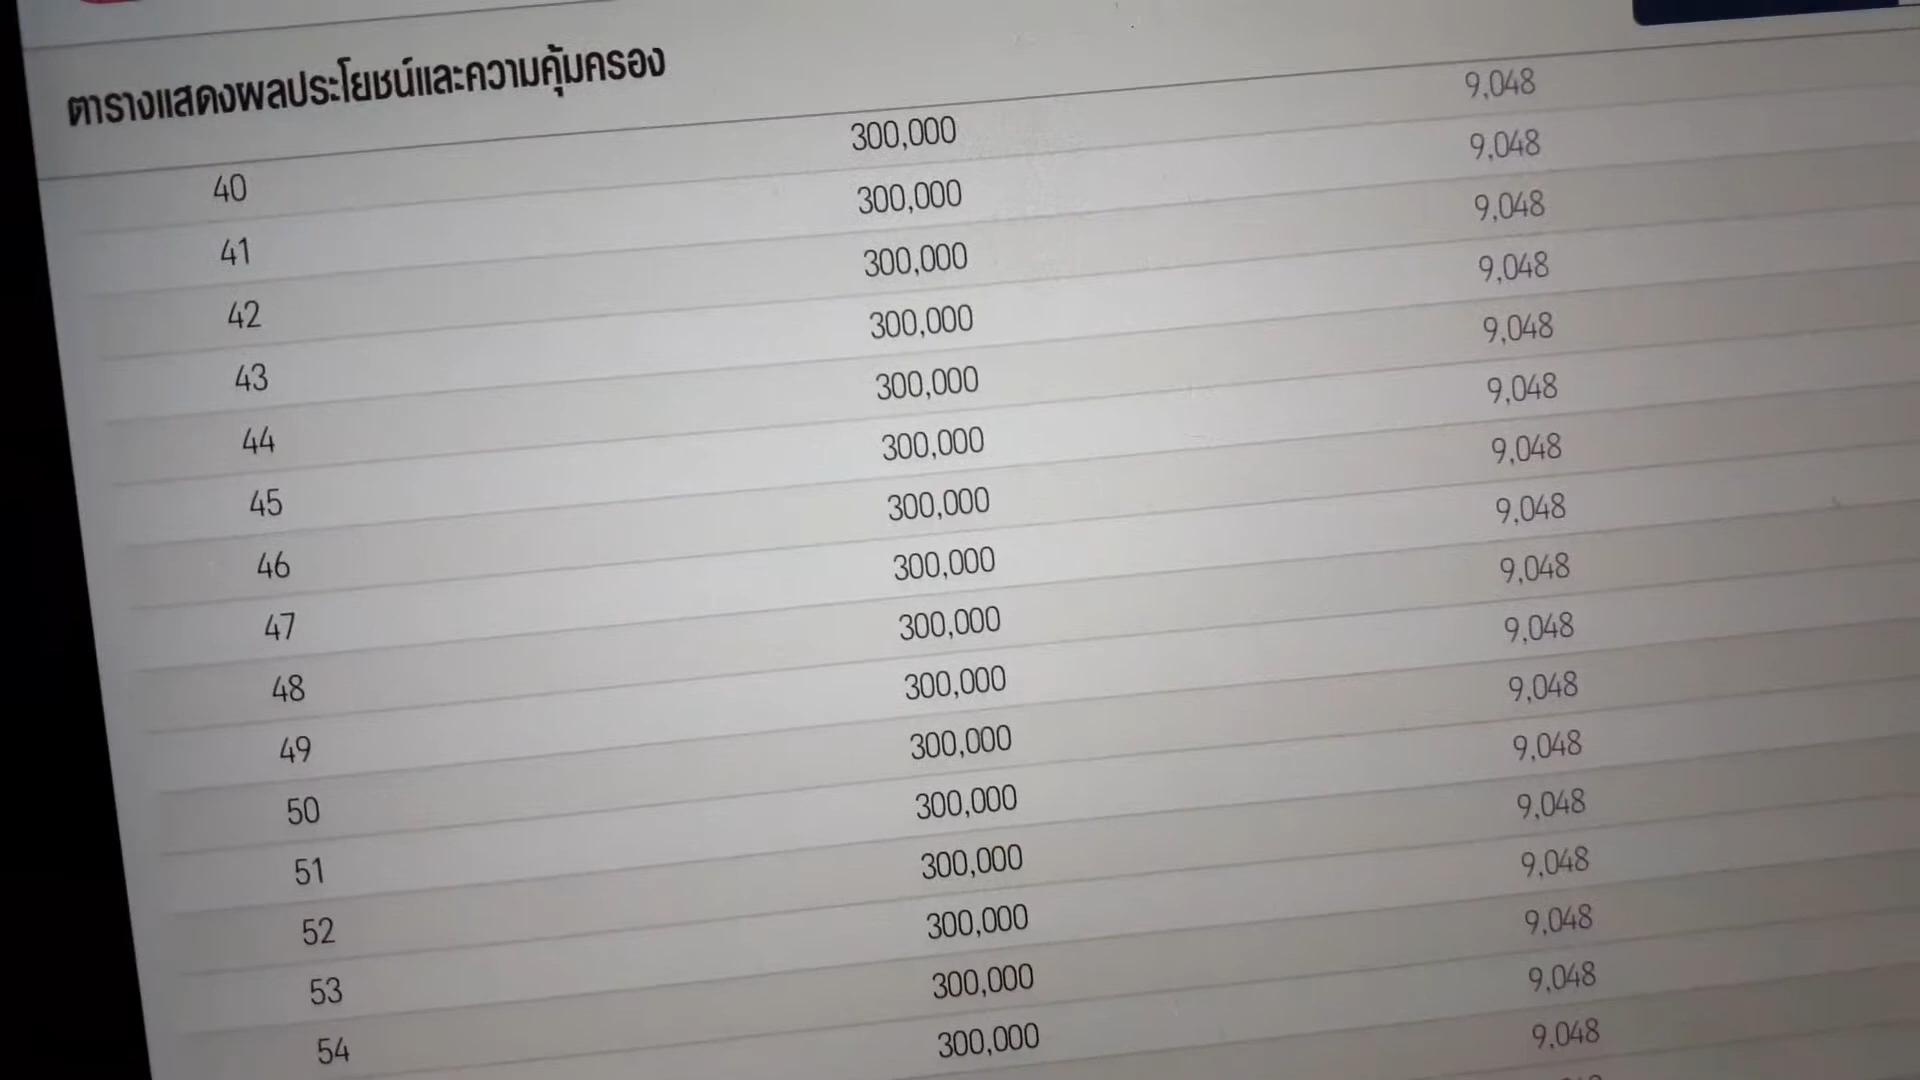 ตารางแสดงผลประโยชน์และความคุ้มครอง
40 300,000 9,048
41 300,000 9,048
42 300,000 9,048
43 300,000 9,048
44 300,000 9,048
45 300,000 9,048
46 300,000 9,048
47 300,000 9,048
48 300,000 9,048
49 300,000 9,048
50 300,000 9,048
51 300,000 9,048
52 300,000 9,048
53 300,000 9,048
54 300,000 9,048
300,000 9,048
9,048